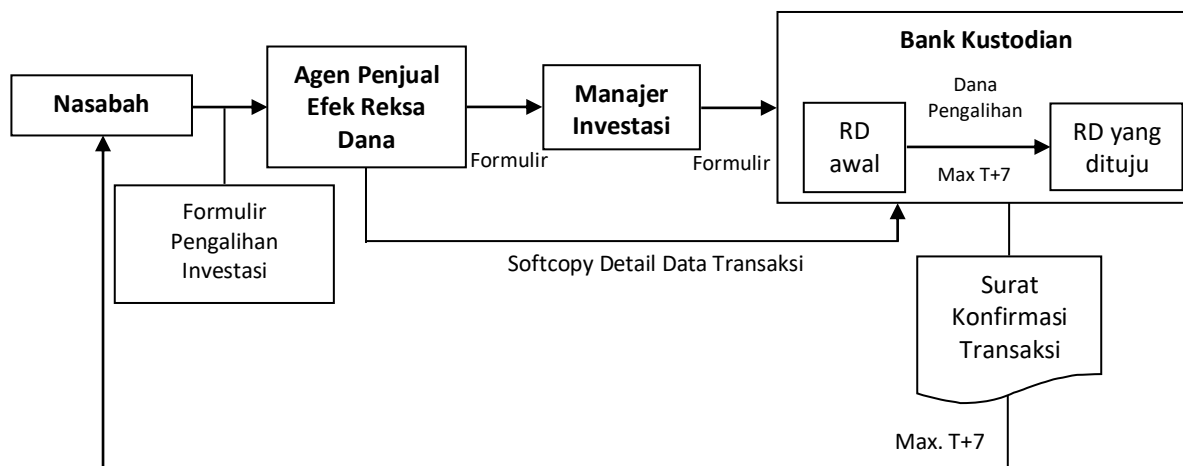 Nasabah
Agen Penjual
Efek Reksa
Dana
Formulir
Manajer
Investasi
Formulir
Bank Kustodian
Dana
Pengalihan
RD
awal
Max T+7
RD yang
dituju
Formulir
Pengalihan
Investasi
Softcopy Detail Data Transaksi
Surat
Konfirmasi
Transaksi
Max. T+7